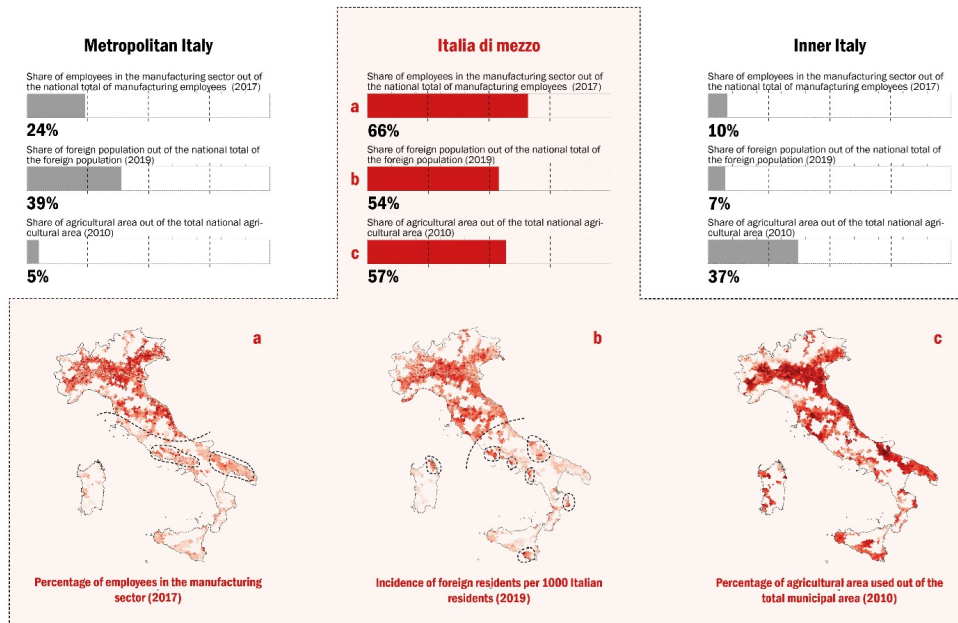 Metropolitan Italy
Share of employees in the manufacturing sector out of
the national total of manufacturing employees (2017)
24%
Share of foreign population out of the national total of
the foreign population (2019)
39%
Share of agricultural area out of the total national agri-
cultural area (2010)
5%
Italia di mezzo
Share of employees in the manufacturing sector out of
the national total of manufacturing employees (2017)
a
66%
Share of foreign population out of the national total of
the foreign population (2019)
b
54%
Share of agricultural area out of the total national agri-
cultural area (2010)
c
57%
Inner Italy
Share of employees in the manufacturing sector out of
the national total of manufacturing employees (2017)
10%
Share of foreign population out of the national total of
the foreign population (2019)
7%
Share of agricultural area out of the total national agri-
cultural area (2010)
37%
a
Percentage of employees in the manufacturing
sector (2017)
b
Incidence of foreign residents per 1000 Italian
residents (2019)
c
Percentage of agricultural area used out of the
total municipal area (2010)